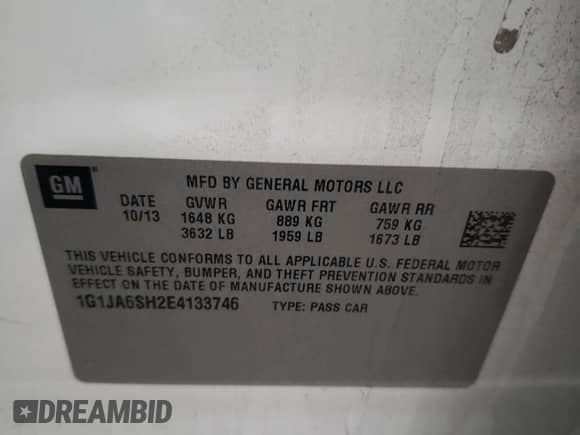 GM ® MFD BY GENERAL MOTORS LLC
DATE GVWR GAWR FRT GAWR RR
10/13 1648 KG 889 KG 759 KG
3632 LB 1959 LB 1673 LB
THIS VEHICLE CONFORMS TO ALL APPLICABLE U.S. FEDERAL MOTOR
VEHICLE SAFETY, BUMPER, AND THEFT PREVENTION STANDARDS IN
EFFECT ON THE DATE OF MANUFACTURE SHOWN ABOVE.
1G1JA6SH2E4133746 TYPE: PASS CAR
DREAMBID